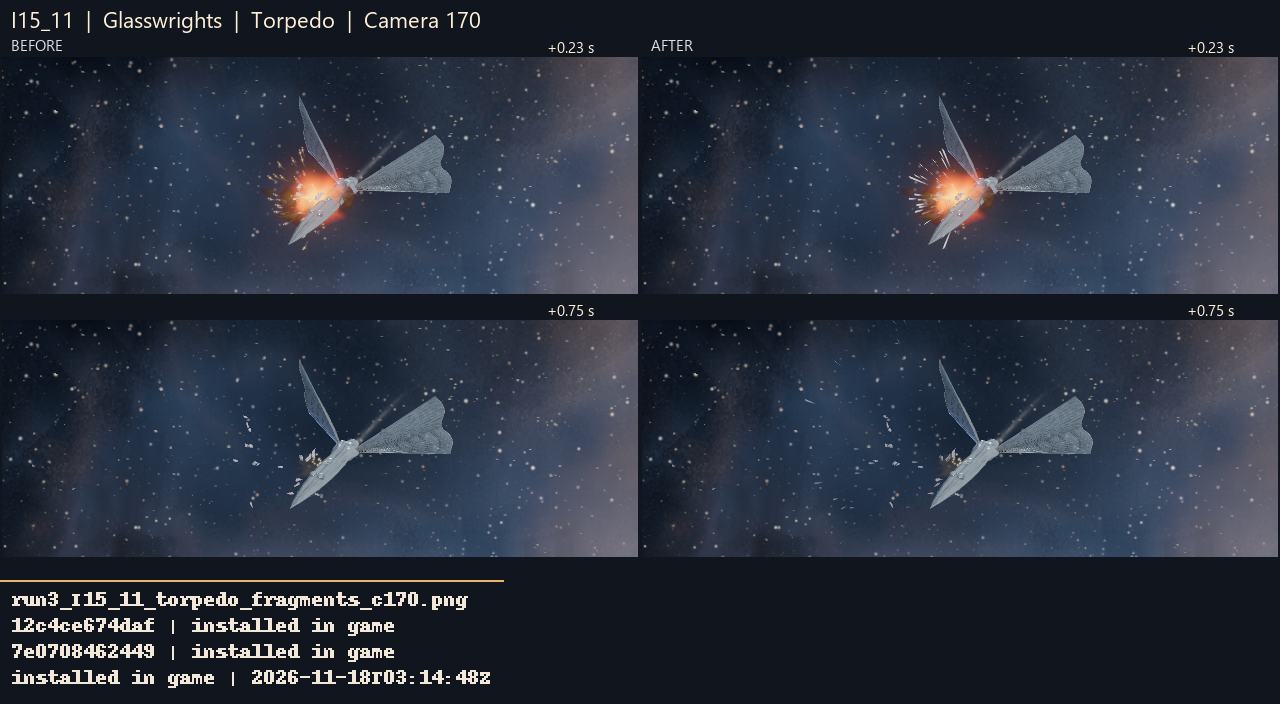 I15_11 | Glasswrights | Torpedo | Camera 170
BEFORE +0.23 s AFTER +0.23 s
+0.75 s +0.75 s
run3_I15_11_torpedo_fragments_c170.png
12c4ce674daf | installed in game
7e0708462449 | installed in game
installed in game | 2026-11-18T03:14:48Z